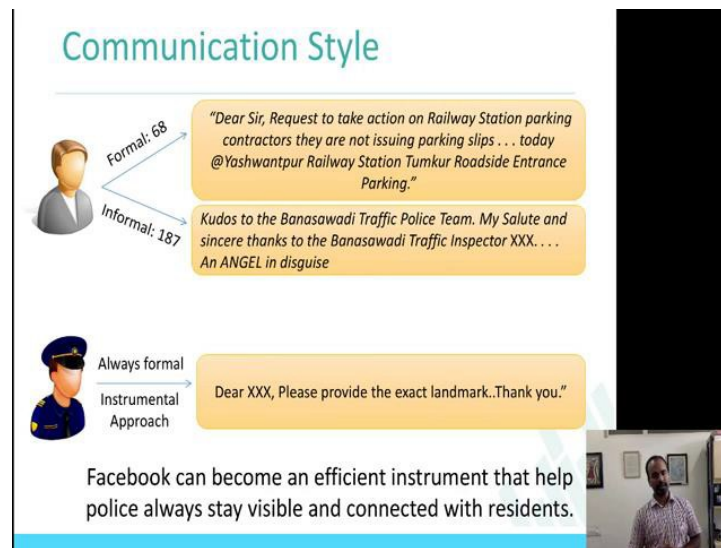 Communication Style
Formal: 68
"Dear Sir, Request to take action on Railway Station parking
contractors they are not issuing parking slips . . . today
@Yashwantpur Railway Station Tumkur Roadside Entrance
Parking."
Informal: 187
Kudos to the Banasawadi Traffic Police Team. My Salute and
sincere thanks to the Banasawadi Traffic Inspector XXX. . . .
An ANGEL in disguise
Always formal
Instrumental
Approach
Dear XXX, Please provide the exact landmark..Thank you."
Facebook can become an efficient instrument that help
police always stay visible and connected with residents.